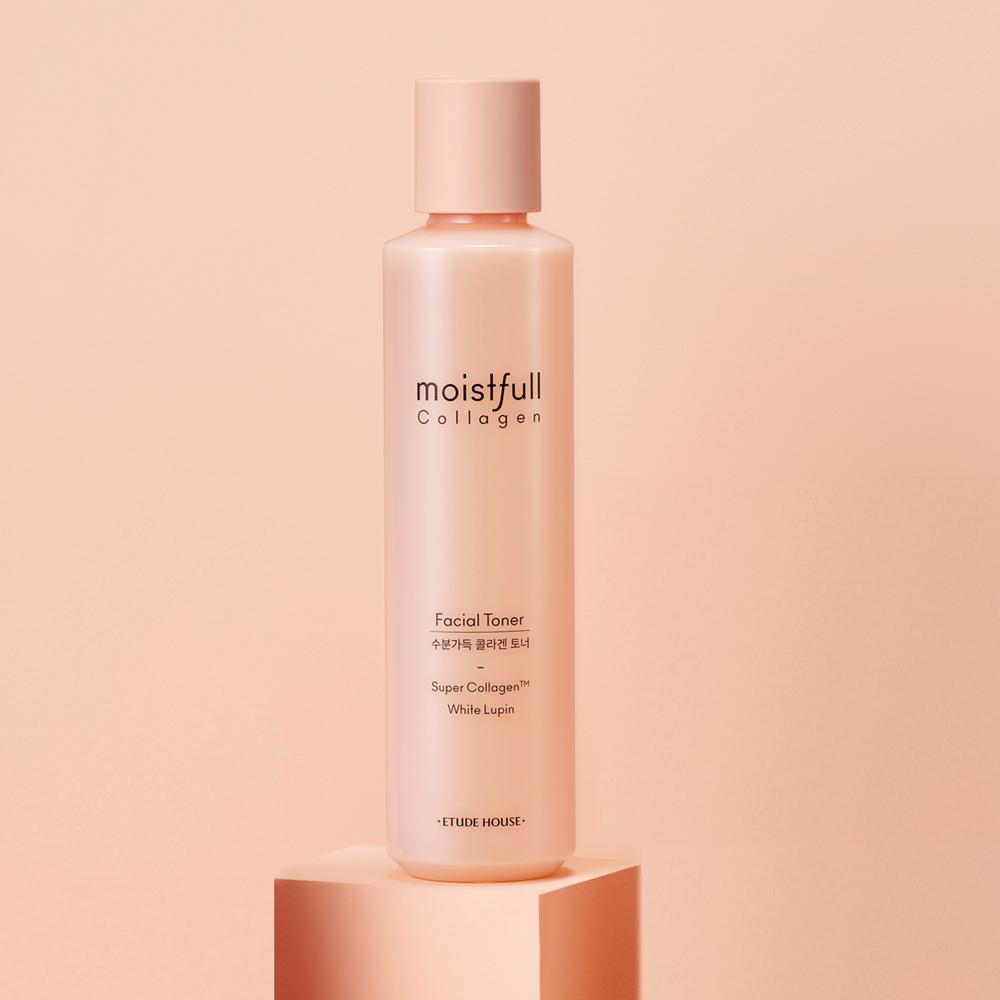 moistfull
Collagen
Facial Toner
수분가득 콜라겐 토너
–
Super Collagen™
White Lupin
·ETUDE HOUSE·